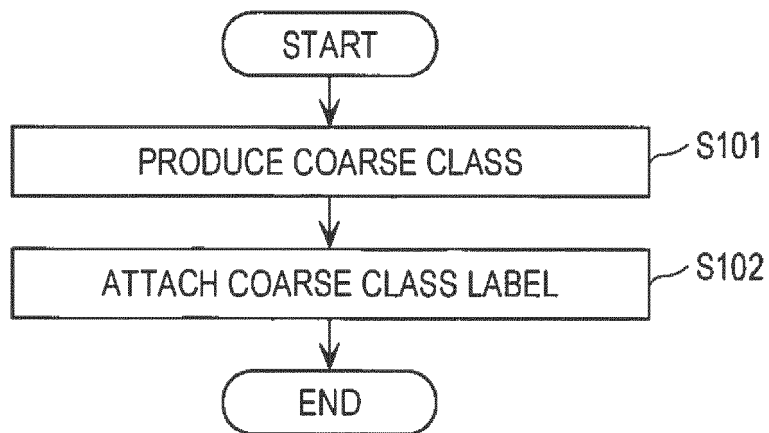 START
PRODUCE COARSE CLASS
S101
ATTACH COARSE CLASS LABEL
S102
END